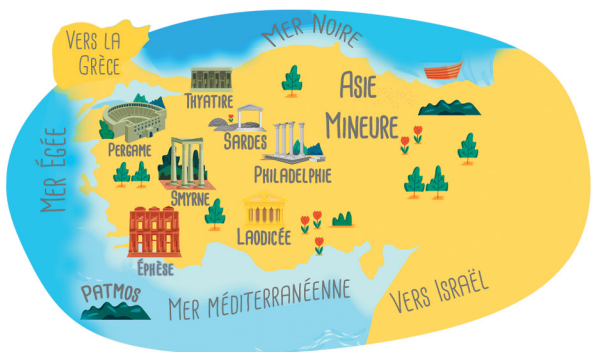 Vers la
Grèce
Mer Noire
Asie
Mineure
Thyatire
Sardes
Pergame
Philadelphie
Mer Égée
Smyrne
Laodicée
Éphèse
Patmos
Mer méditerranéenne
Vers Israël